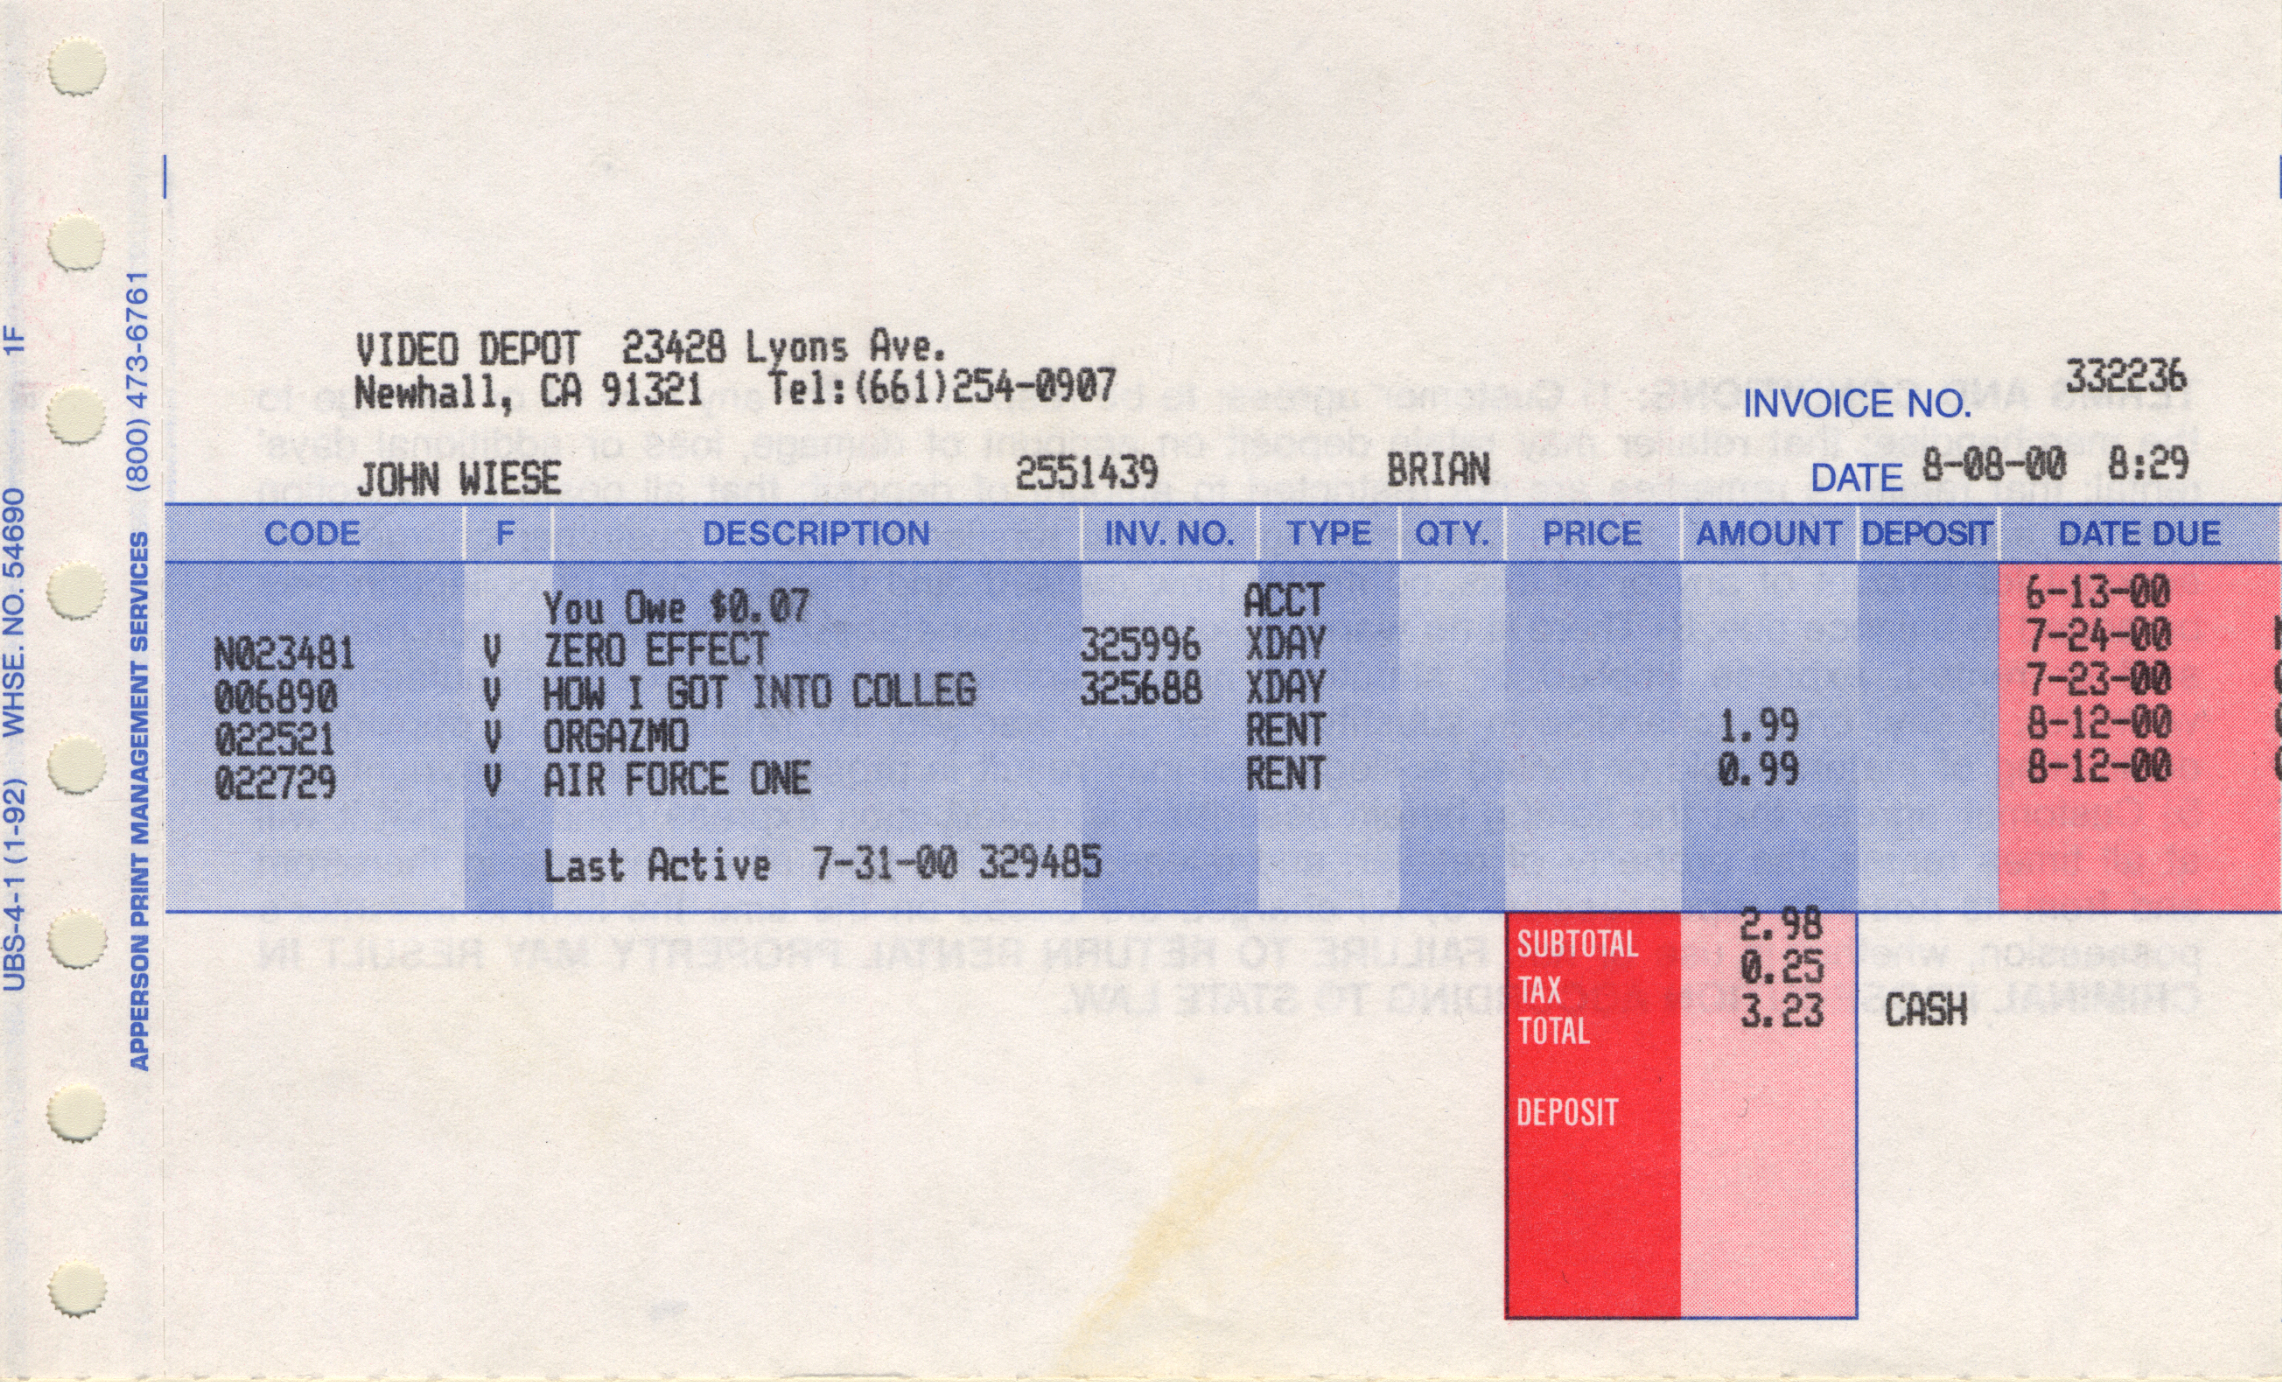 VIDEO DEPOT 23428 Lyons Ave.
Newhall, CA 91321 Tel:(661)254-0907
INVOICE NO. 332236
JOHN WIESE 2551439 BRIAN DATE 8-08-00 8:29
CODE F DESCRIPTION INV. NO. TYPE QTY. PRICE AMOUNT DEPOSIT DATE DUE
You Owe $0.07 ACCT 6-13-00
N023481 V ZERO EFFECT 325996 XDAY 7-24-00
006890 V HOW I GOT INTO COLLEG 325688 XDAY 7-23-00
022521 V ORGAZMO RENT 1.99 8-12-00
022729 V AIR FORCE ONE RENT 0.99 8-12-00
Last Active 7-31-00 329485
SUBTOTAL 2.98
TAX 0.25
TOTAL 3.23 CASH
DEPOSIT
UBS-4-1 (1-92) WHSE. NO. 54690 1F
APPERSON PRINT MANAGEMENT SERVICES (800) 473-6761